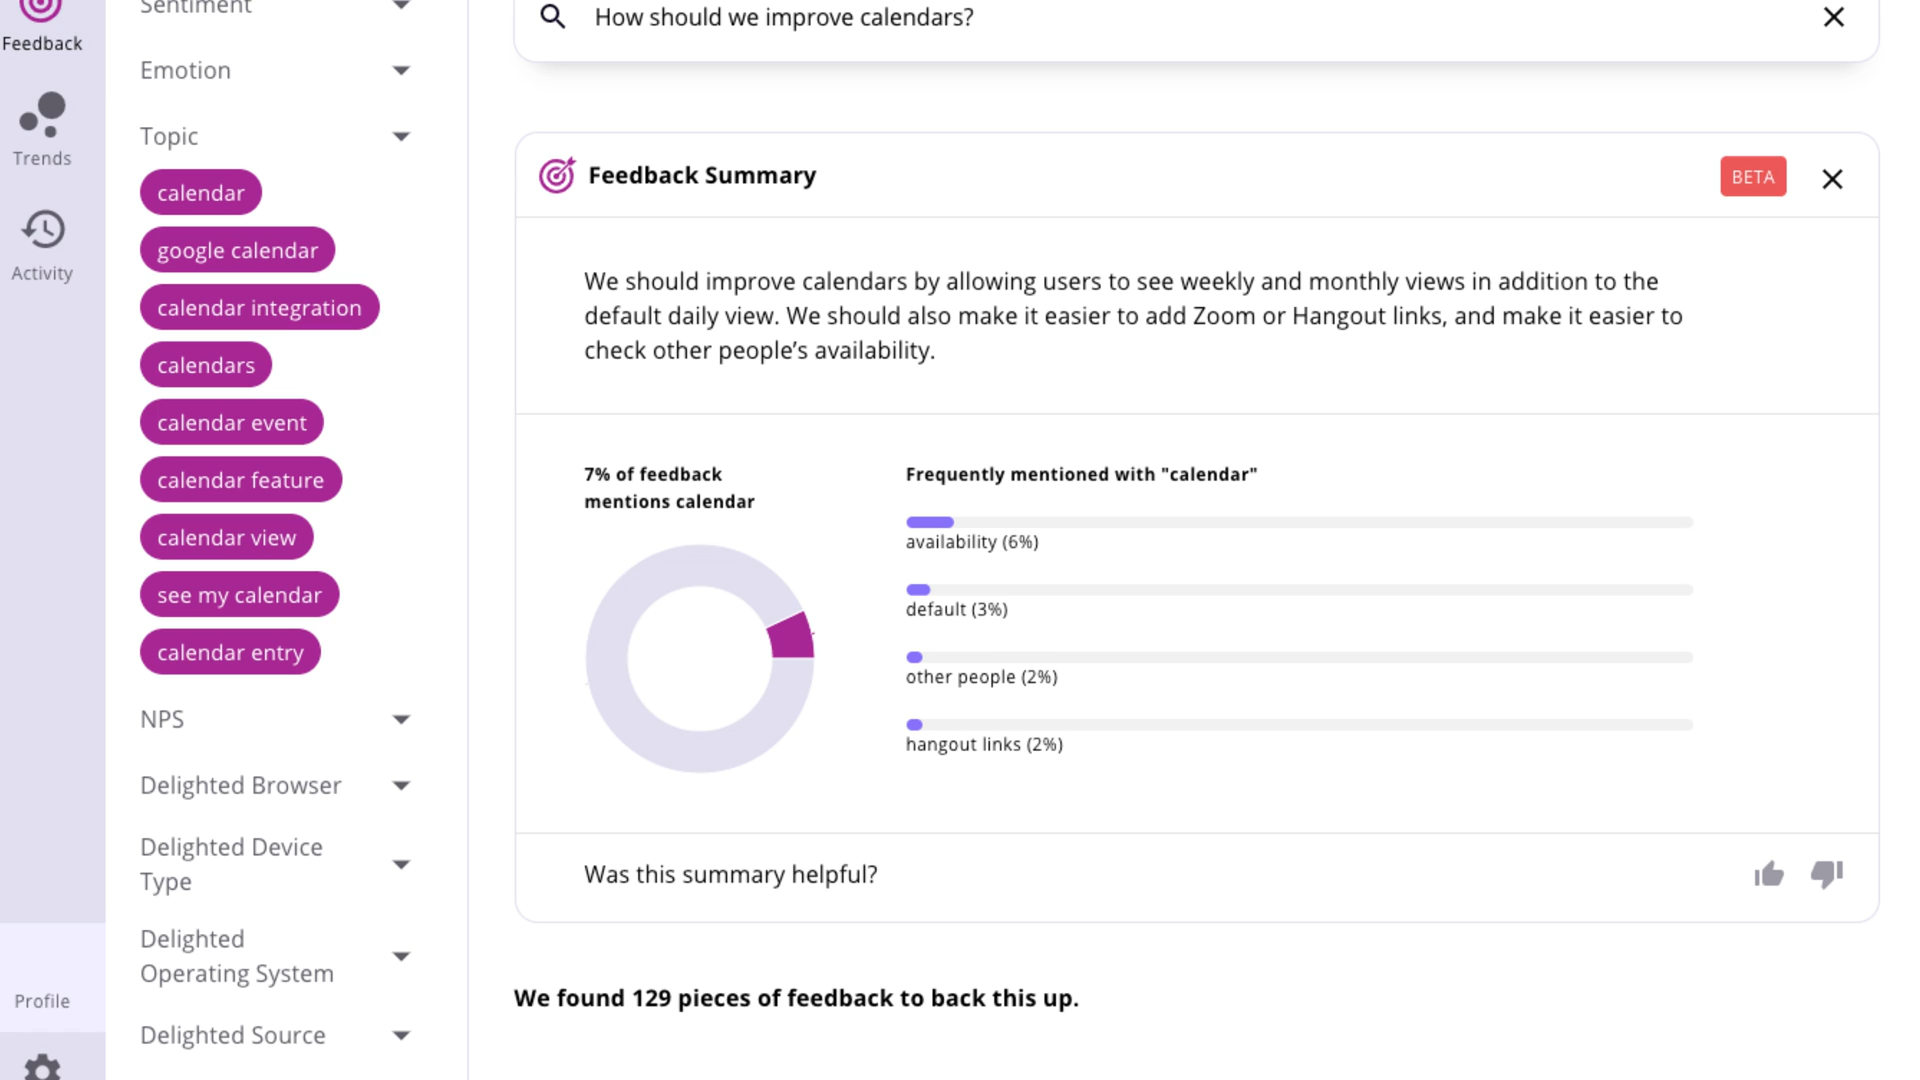 Feedback
Trends
Activity
Profile
Sentiment
Emotion
Topic
calendar
google calendar
calendar integration
calendars
calendar event
calendar feature
calendar view
see my calendar
calendar entry
NPS
Delighted Browser
Delighted Device
Type
Delighted
Operating System
Delighted Source
How should we improve calendars?
Feedback Summary
BETA
We should improve calendars by allowing users to see weekly and monthly views in addition to the
default daily view. We should also make it easier to add Zoom or Hangout links, and make it easier to
check other people’s availability.
7% of feedback
mentions calendar
Frequently mentioned with "calendar"
availability (6%)
default (3%)
other people (2%)
hangout links (2%)
Was this summary helpful?
We found 129 pieces of feedback to back this up.